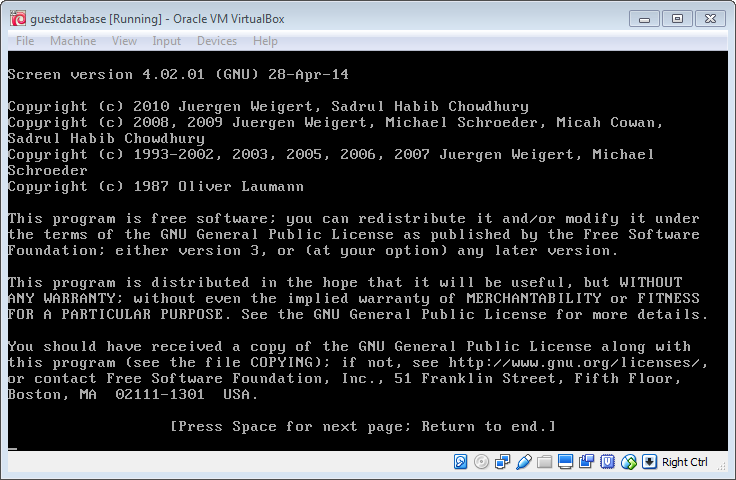 guestdatabase [Running] - Oracle VM VirtualBox
File Machine View Input Devices Help
Screen version 4.02.01 (GNU) 28-Apr-14
Copyright (c) 2010 Juergen Weigert, Sadrul Habib Chowdhury
Copyright (c) 2008, 2009 Juergen Weigert, Michael Schroeder, Micah Cowan,
Sadrul Habib Chowdhury
Copyright (c) 1993-2002, 2003, 2005, 2006, 2007 Juergen Weigert, Michael
Schroeder
Copyright (c) 1987 Oliver Laumann
This program is free software; you can redistribute it and/or modify it under
the terms of the GNU General Public License as published by the Free Software
Foundation; either version 3, or (at your option) any later version.
This program is distributed in the hope that it will be useful, but WITHOUT
ANY WARRANTY; without even the implied warranty of MERCHANTABILITY or FITNESS
FOR A PARTICULAR PURPOSE. See the GNU General Public License for more details.
You should have received a copy of the GNU General Public License along with
this program (see the file COPYING); if not, see http://www.gnu.org/licenses/,
or contact Free Software Foundation, Inc., 51 Franklin Street, Fifth Floor,
Boston, MA  02111-1301  USA.
[Press Space for next page; Return to end.]
Right Ctrl